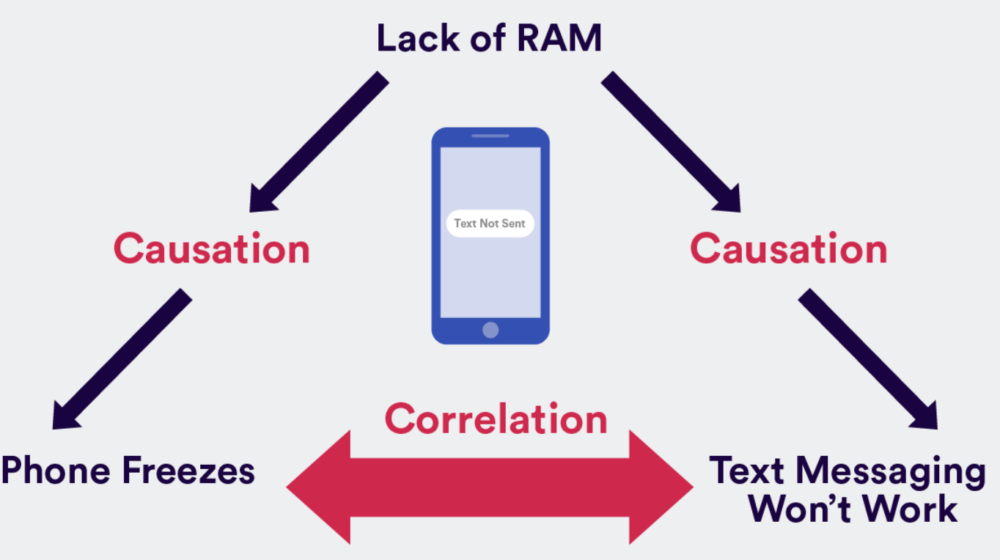 Lack of RAM
Text Not Sent
Causation
Causation
Correlation
Phone Freezes
Text Messaging
Won’t Work